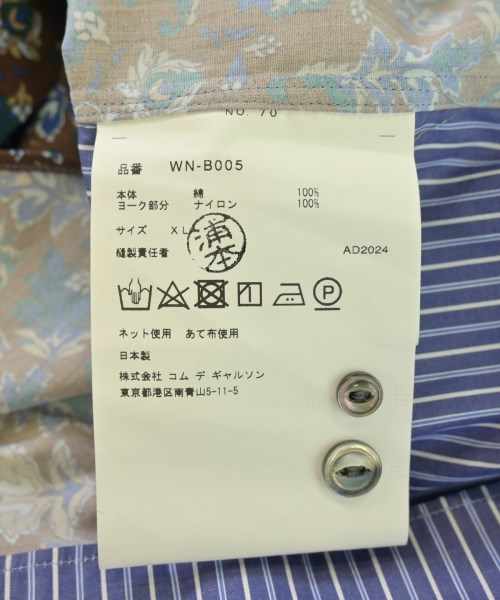 NO. 70
品番 WN-B005
本体 綿 100%
ヨーク部分 ナイロン 100%
サイズ XL
縫製責任者 浦本 AD2024
ネット使用 あて布使用
日本製
株式会社 コム デ ギャルソン
東京都港区南青山5-11-5